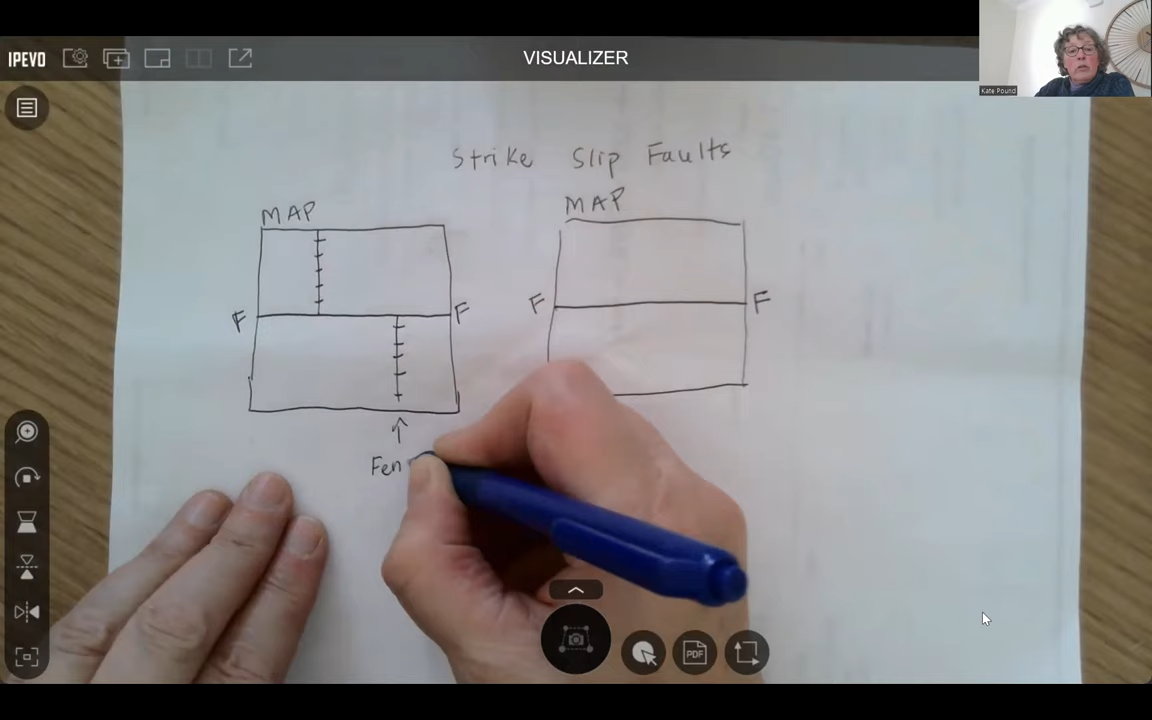 IPEVO
VISUALIZER
Kate Pound
Strike Slip Faults
MAP
MAP
F
F
F
F
Fen
PDF